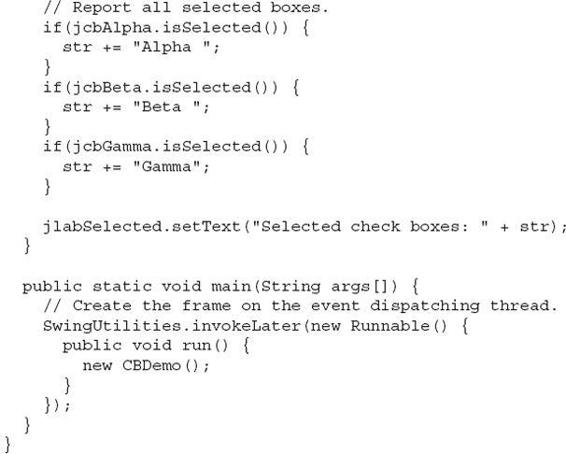 // Report all selected boxes.
if(jcbAlpha.isSelected()) {
str += "Alpha ";
}
if(jcbBeta.isSelected()) {
str += "Beta ";
}
if(jcbGamma.isSelected()) {
str += "Gamma";
}
jlabSelected.setText("Selected check boxes: " + str);
}
public static void main(String args[]) {
// Create the frame on the event dispatching thread.
SwingUtilities.invokeLater(new Runnable() {
public void run() {
new CBDemo();
}
});
}
}